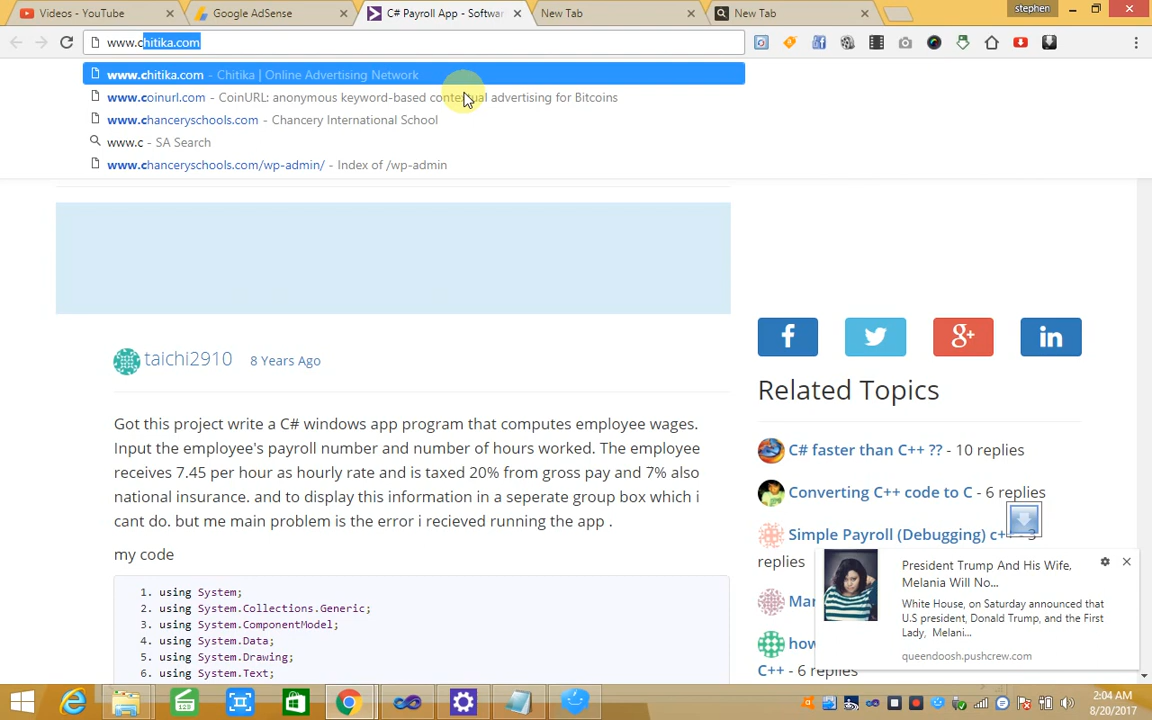 Videos - YouTube
Google AdSense
C# Payroll App - Softwar
New Tab
New Tab
stephen
www.chitika.com
www.chitika.com - Chitika | Online Advertising Network
www.coinurl.com - CoinURL: anonymous keyword-based contextual advertising for Bitcoins
www.chanceryschools.com - Chancery International School
www.c - SA Search
www.chanceryschools.com/wp-admin/ - Index of /wp-admin
taichi2910 8 Years Ago
Got this project write a C# windows app program that computes employee wages.
Input the employee's payroll number and number of hours worked. The employee
receives 7.45 per hour as hourly rate and is taxed 20% from gross pay and 7% also
national insurance. and to display this information in a seperate group box which i
cant do. but me main problem is the error i recieved running the app .
my code
1. using System;
2. using System.Collections.Generic;
3. using System.ComponentModel;
4. using System.Data;
5. using System.Drawing;
6. using System.Text;
Related Topics
C# faster than C++ ?? - 10 replies
Converting C++ code to C - 6 replies
Simple Payroll (Debugging) c++ - 3
replies
Mar
how
C++ - 6 replies
President Trump And His Wife,
Melania Will No...
White House, on Saturday announced that
U.S president, Donald Trump, and the First
Lady, Melani...
queendoosh.pushcrew.com
2:04 AM
8/20/2017